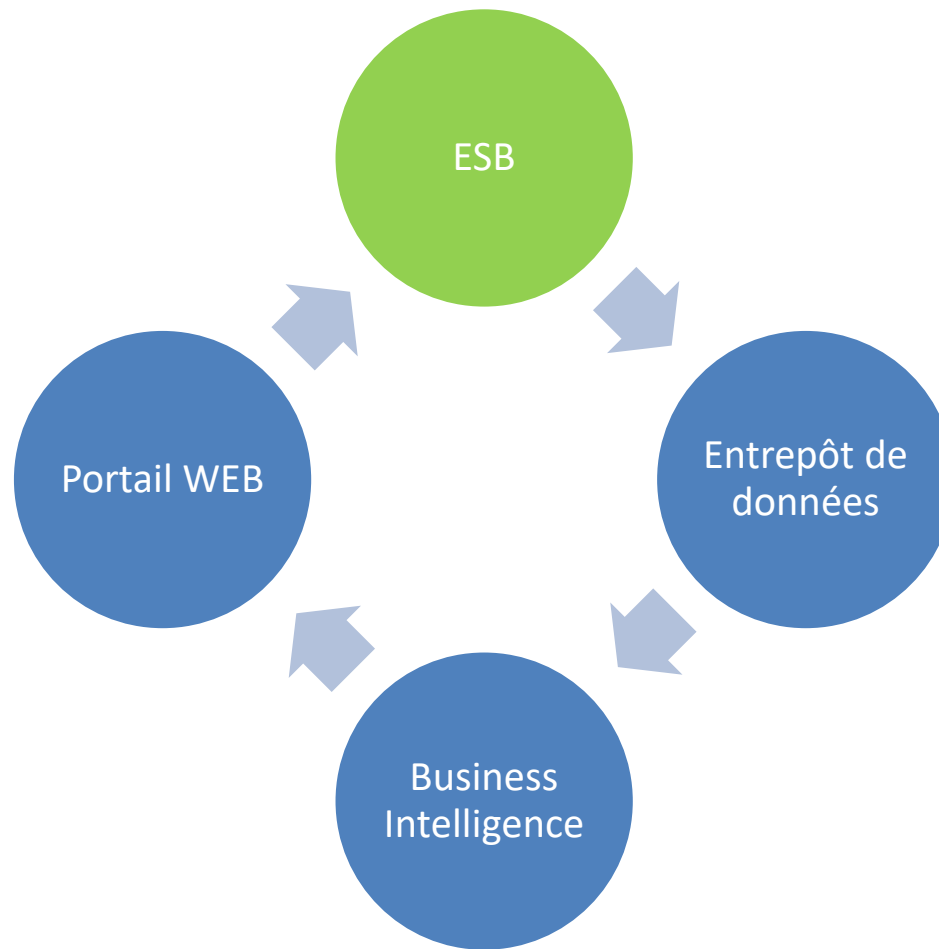 ESB
Portail WEB
Entrepôt de
données
Business
Intelligence